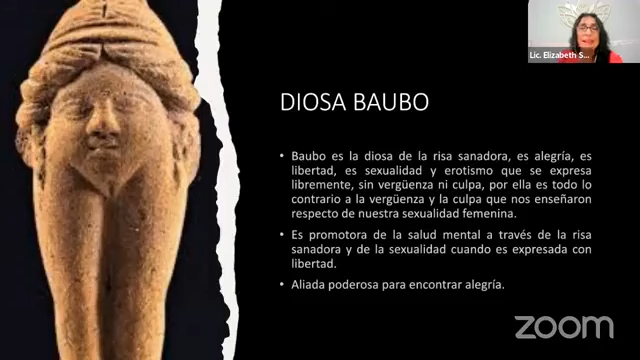 Lic. Elizabeth S...
DIOSA BAUBO
• Baubo es la diosa de la risa sanadora, es alegría, es
libertad, es sexualidad y erotismo que se expresa
libremente, sin vergüenza ni culpa, por ella es todo lo
contrario a la vergüenza y la culpa que nos enseñaron
respecto de nuestra sexualidad femenina.
• Es promotora de la salud mental a través de la risa
sanadora y de la sexualidad cuando es expresada con
libertad.
• Aliada poderosa para encontrar alegría.
zoom